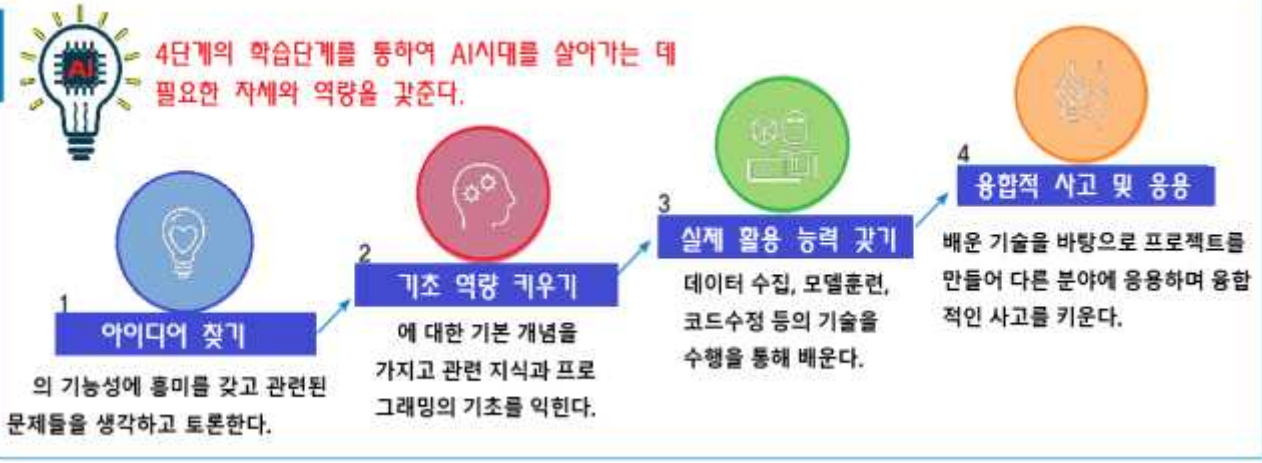 AI
4단계의 학습단계를 통하여 AI시대를 살아가는 데
필요한 자세와 역량을 갖춘다.
1
아이디어 찾기
의 기능성에 흥미를 갖고 관련된
문제들을 생각하고 토론한다.
2
기초 역량 키우기
에 대한 기본 개념을
가지고 관련 지식과 프로
그래밍의 기초를 익힌다.
3
실제 활용 능력 갖기
데이터 수집, 모델훈련,
코드수정 등의 기술을
수행을 통해 배운다.
4
융합적 사고 및 응용
배운 기술을 바탕으로 프로젝트를
만들어 다른 분야에 응용하며 융합
적인 사고를 키운다.